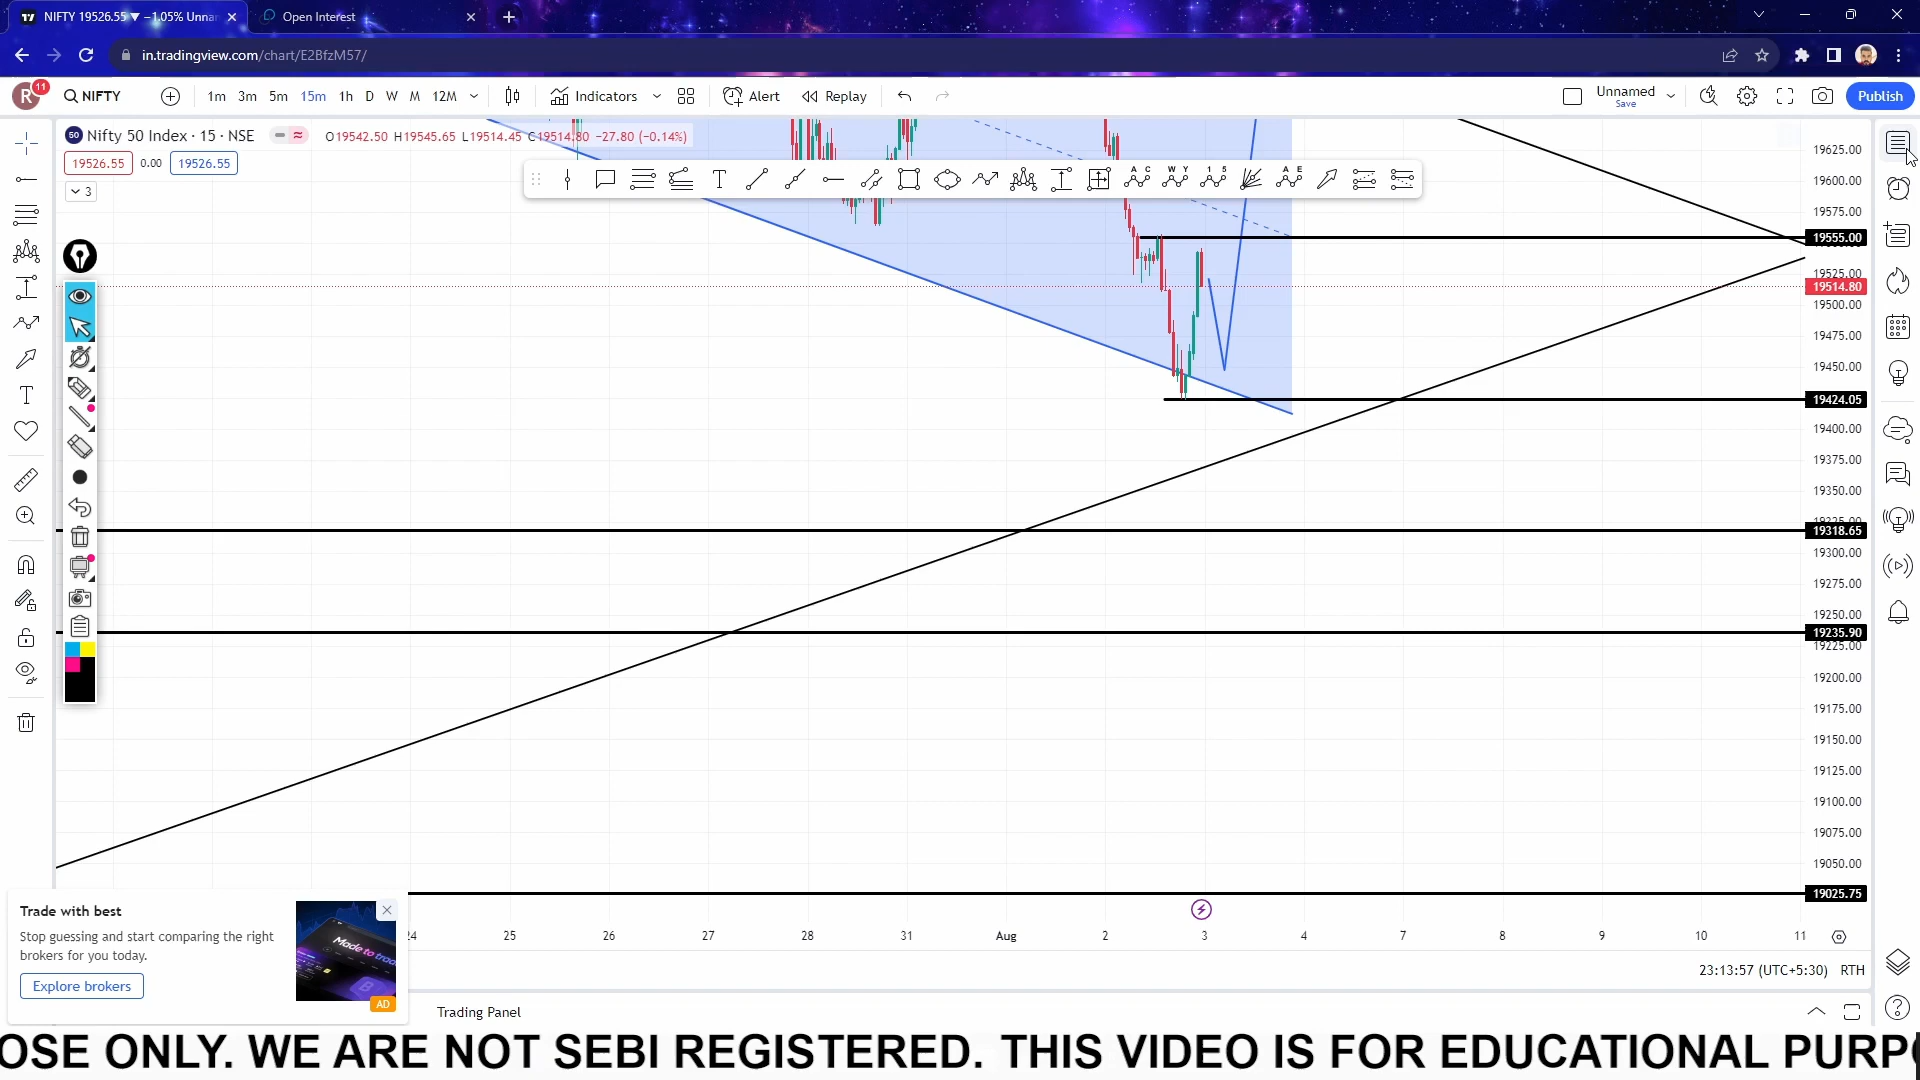 NIFTY 19526.55 ▼ −1.05% Unnar
Open Interest
in.tradingview.com/chart/E2BfzM57/
R
11
NIFTY
1m 3m 5m 15m 1h D W M 12M
Indicators
Alert
Replay
Unnamed
Save
Publish
50 Nifty 50 Index · 15 · NSE
O19542.50 H19545.65 L19514.45 C19514.80 −27.80 (−0.14%)
19526.55 0.00 19526.55
3
19625.00
19600.00
19575.00
19555.00
19525.00
19514.80
19500.00
19475.00
19450.00
19424.05
19400.00
19375.00
19350.00
19325.00
19318.65
19300.00
19275.00
19250.00
19235.90
19225.00
19200.00
19175.00
19150.00
19125.00
19100.00
19075.00
19050.00
19025.75
24 25 26 27 28 31 Aug 2 3 4 7 8 9 10 11
23:13:57 (UTC+5:30) RTH
Trade with best
Stop guessing and start comparing the right
brokers for you today.
Explore brokers
AD
Trading Panel
OSE ONLY. WE ARE NOT SEBI REGISTERED. THIS VIDEO IS FOR EDUCATIONAL PURPO